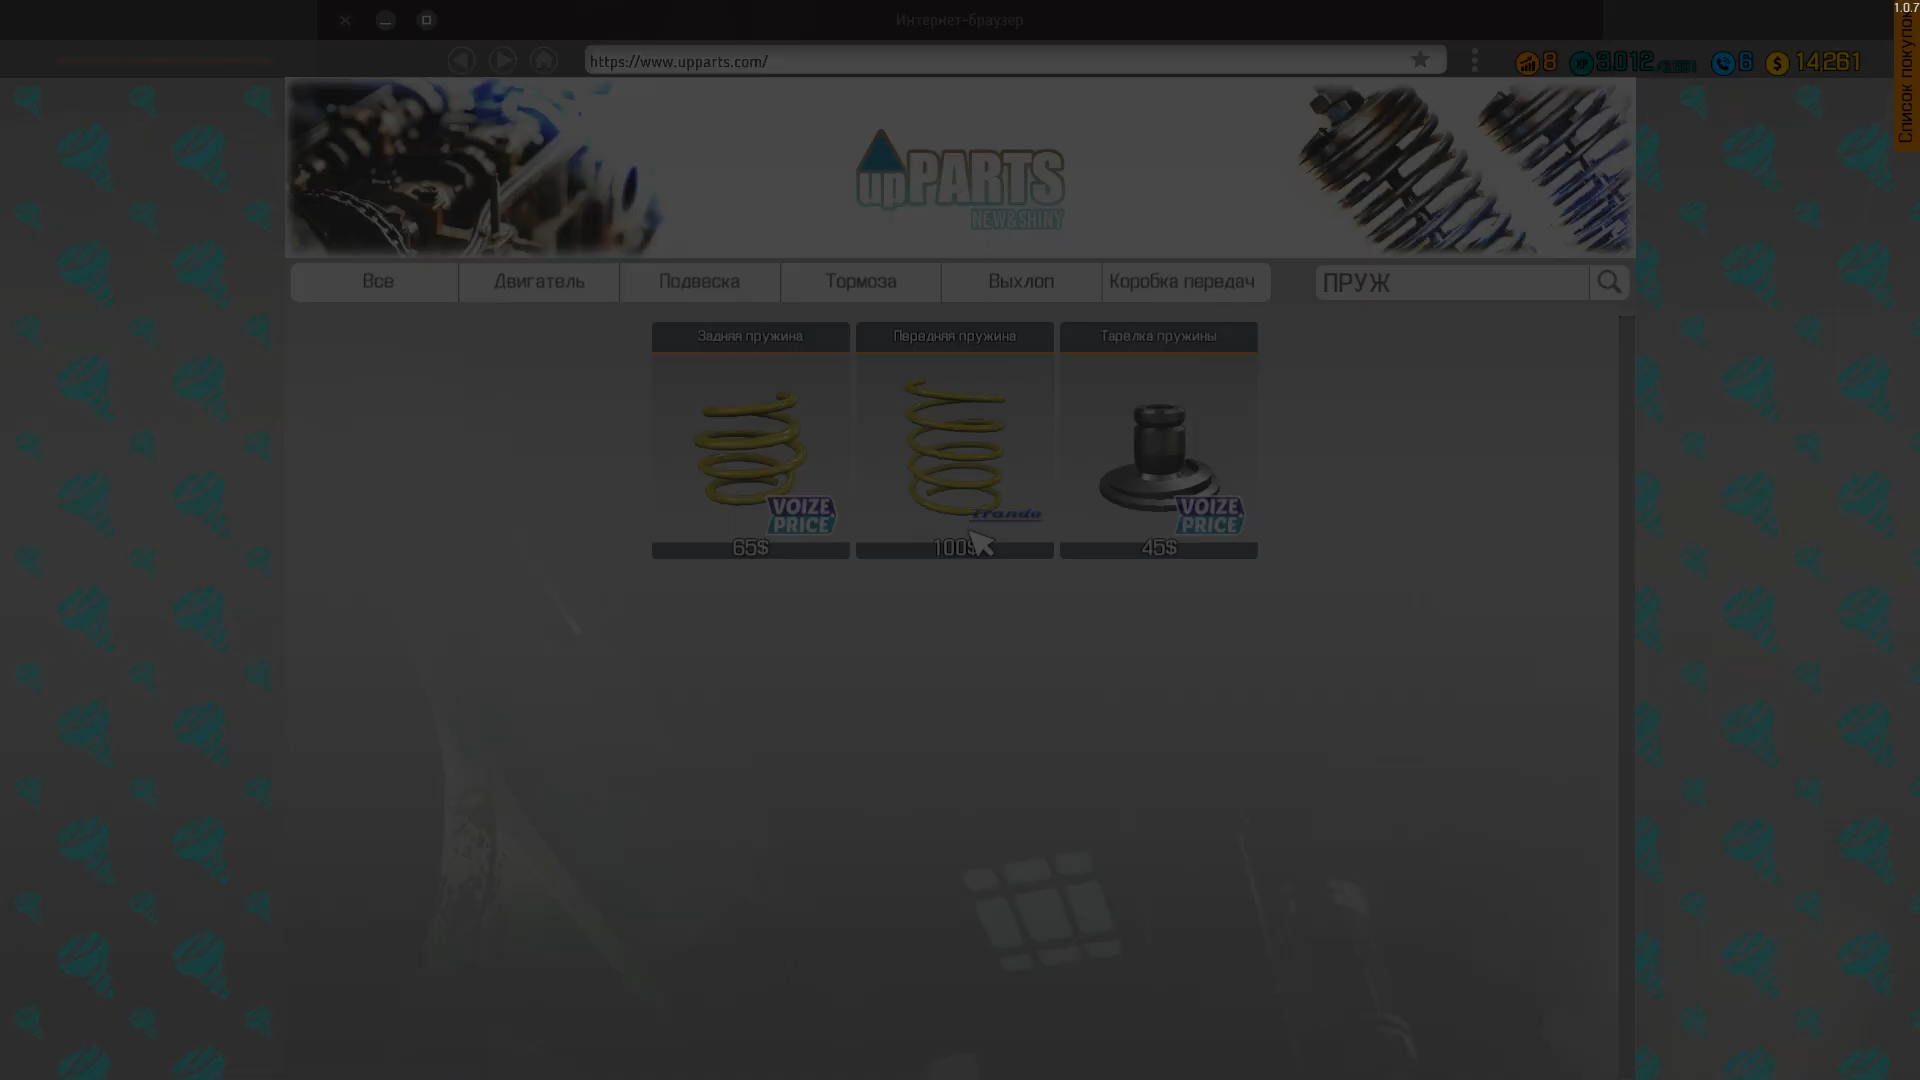 1.0.7
Интернет-браузер
https://www.upparts.com/
8
6
14261
Список покупок
upPARTS
NEW&SHINY
Все
Двигатель
Подвеска
Тормоза
Выхлоп
Коробка передач
ПРУЖ
Задняя пружина
Передняя пружина
Тарелка пружины
VOIZE PRICE
VOIZE PRICE
65$
100$
45$